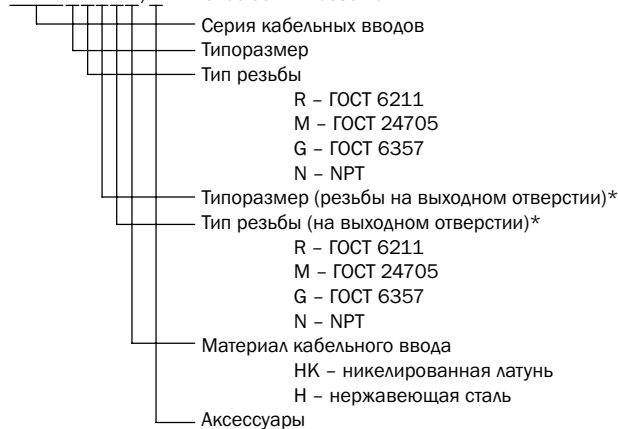 Серия кабельных вводов
Типоразмер
Тип резьбы
R – ГОСТ 6211
M – ГОСТ 24705
G – ГОСТ 6357
N – NPT
Типоразмер (резьбы на выходном отверстии)*
Тип резьбы (на выходном отверстии)*
R – ГОСТ 6211
M – ГОСТ 24705
G – ГОСТ 6357
N – NPT
Материал кабельного ввода
НК – никелированная латунь
Н – нержавеющая сталь
Аксессуары